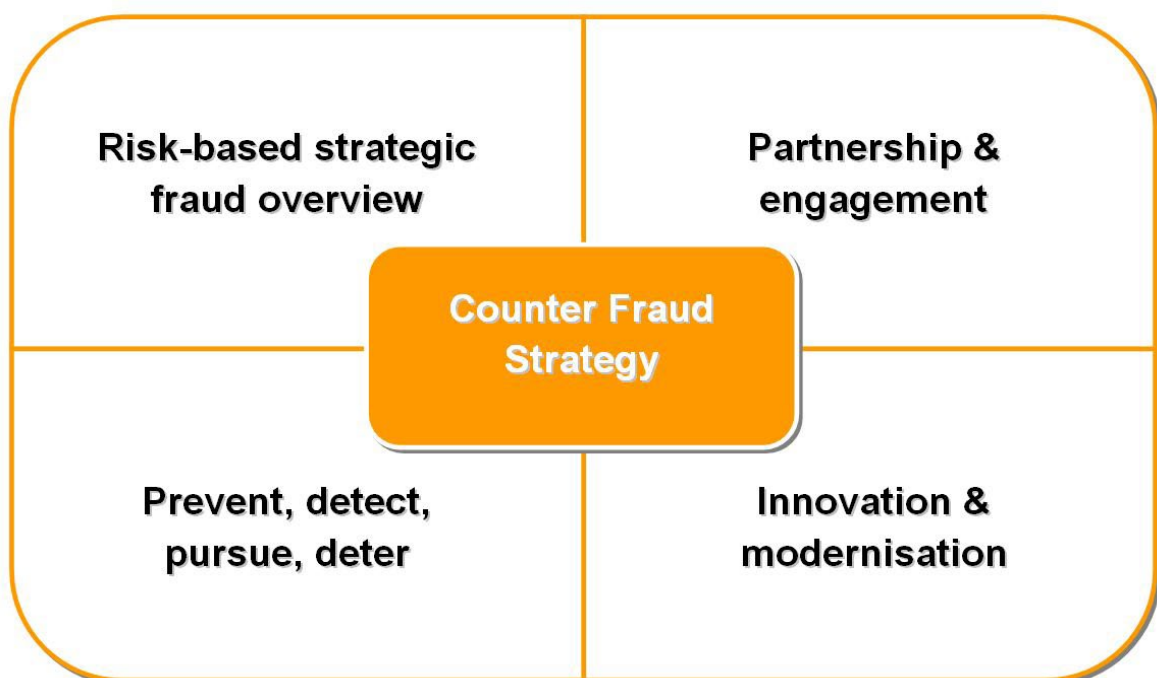 Risk-based strategic
fraud overview
Partnership &
engagement
Counter Fraud
Strategy
Prevent, detect,
pursue, deter
Innovation &
modernisation